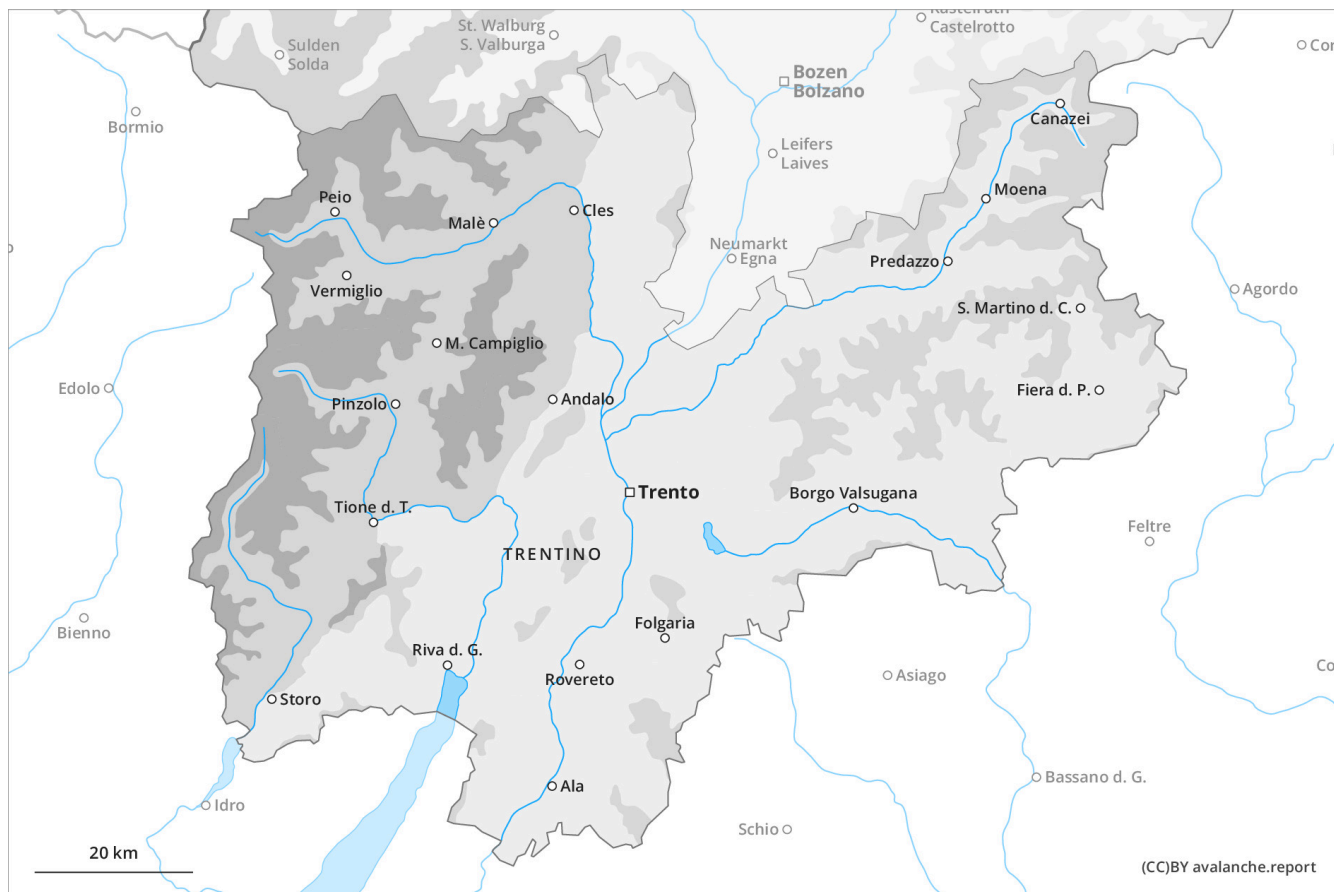 Kastelruth
Castelrotto
St. Walburg
S. Valburga
Sulden
Solda
Bozen
Bolzano
Bormio
Canazei
Leifers
Laives
Moena
Peio
Malè
Cles
Neumarkt
Egna
Predazzo
Vermiglio
Agordo
S. Martino d. C.
M. Campiglio
Edolo
Fiera d. P.
Pinzolo
Andalo
Trento
Borgo Valsugana
Tione d. T.
Feltre
TRENTINO
Bienno
Folgaria
Riva d. G.
Rovereto
Asiago
Storo
Ala
Bassano d. G.
Idro
Schio
20 km
(CC)BY avalanche.report